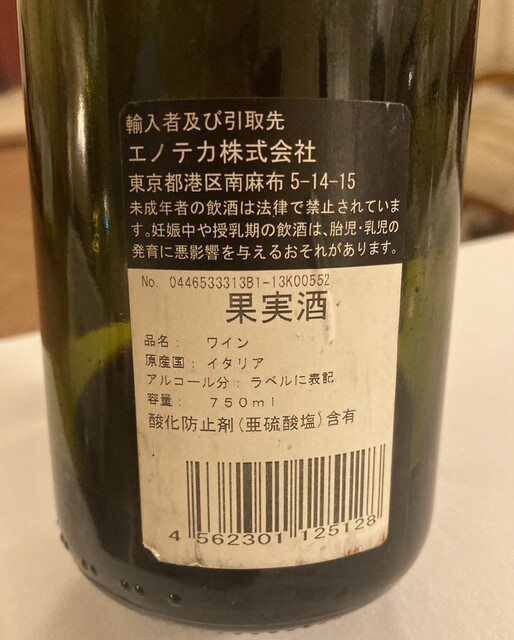 輸入者及び引取先
エノテカ株式会社
東京都港区南麻布5-14-15
未成年者の飲酒は法律で禁止されていま
す。妊娠中や授乳期の飲酒は、胎児・乳児の
発育に悪影響を与えるおそれがあります。
No. 0446533313B1-13K00552
果実酒
品名： ワイン
原産国：イタリア
アルコール分：ラベルに表記
容量： 750ml
酸化防止剤(亜硫酸塩)含有
4 562301 125128